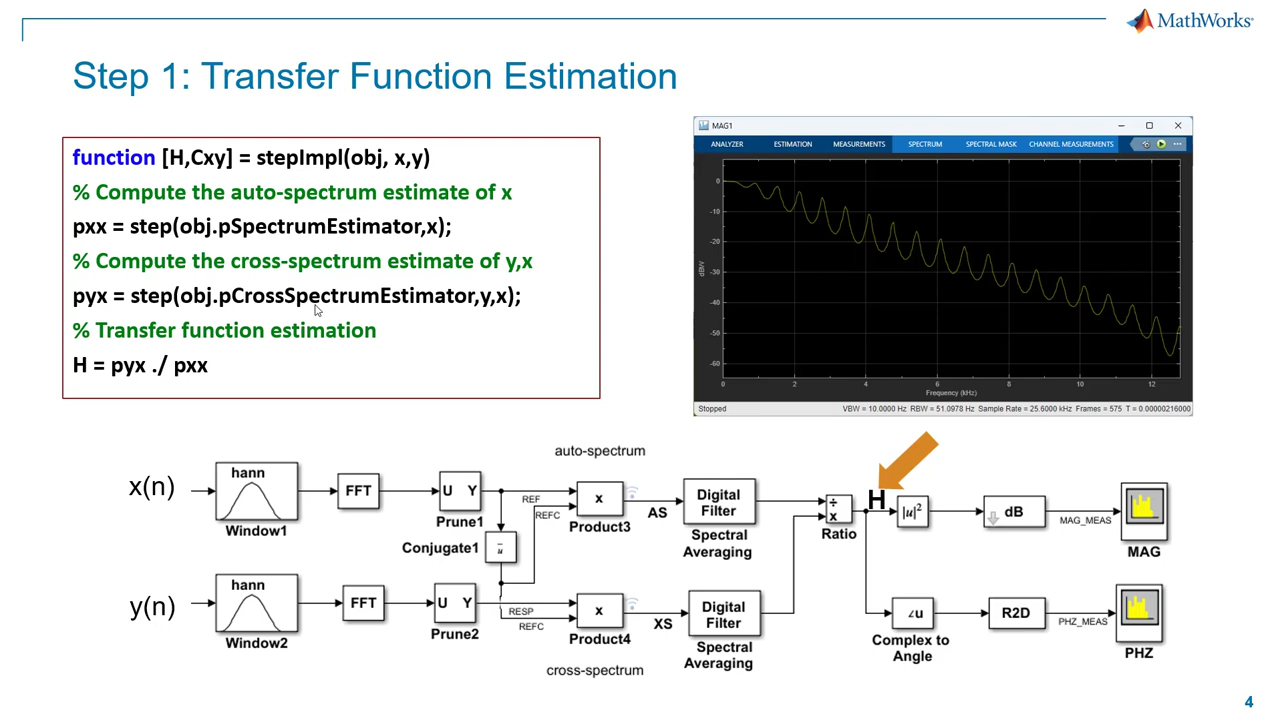 MathWorks®
Step 1: Transfer Function Estimation
function [H,Cxy] = stepImpl(obj, x,y)
% Compute the auto-spectrum estimate of x
pxx = step(obj.pSpectrumEstimator,x);
% Compute the cross-spectrum estimate of y,x
pyx = step(obj.pCrossSpectrumEstimator,y,x);
% Transfer function estimation
H = pyx ./ pxx
MAG1
ANALYZER ESTIMATION MEASUREMENTS SPECTRUM SPECTRAL MASK CHANNEL MEASUREMENTS
0
-10
-20
-30
-40
-50
-60
dBW
0 2 4 6 8 10 12
Frequency (kHz)
Stopped VBW = 10.0000 Hz RBW = 51.0978 Hz Sample Rate = 25.6000 kHz Frames = 575 T = 0.00000216000
auto-spectrum
x(n) hann FFT U Y REF REFC x AS Digital Filter ÷ x H |u|² dB MAG_MEAS
Window1 Prune1 Product3 Spectral Averaging Ratio MAG
Conjugate1 u
y(n) hann FFT U Y RESP REFC x XS Digital Filter ∠u R2D PHZ_MEAS
Window2 Prune2 Product4 Spectral Averaging Complex to Angle PHZ
cross-spectrum
4